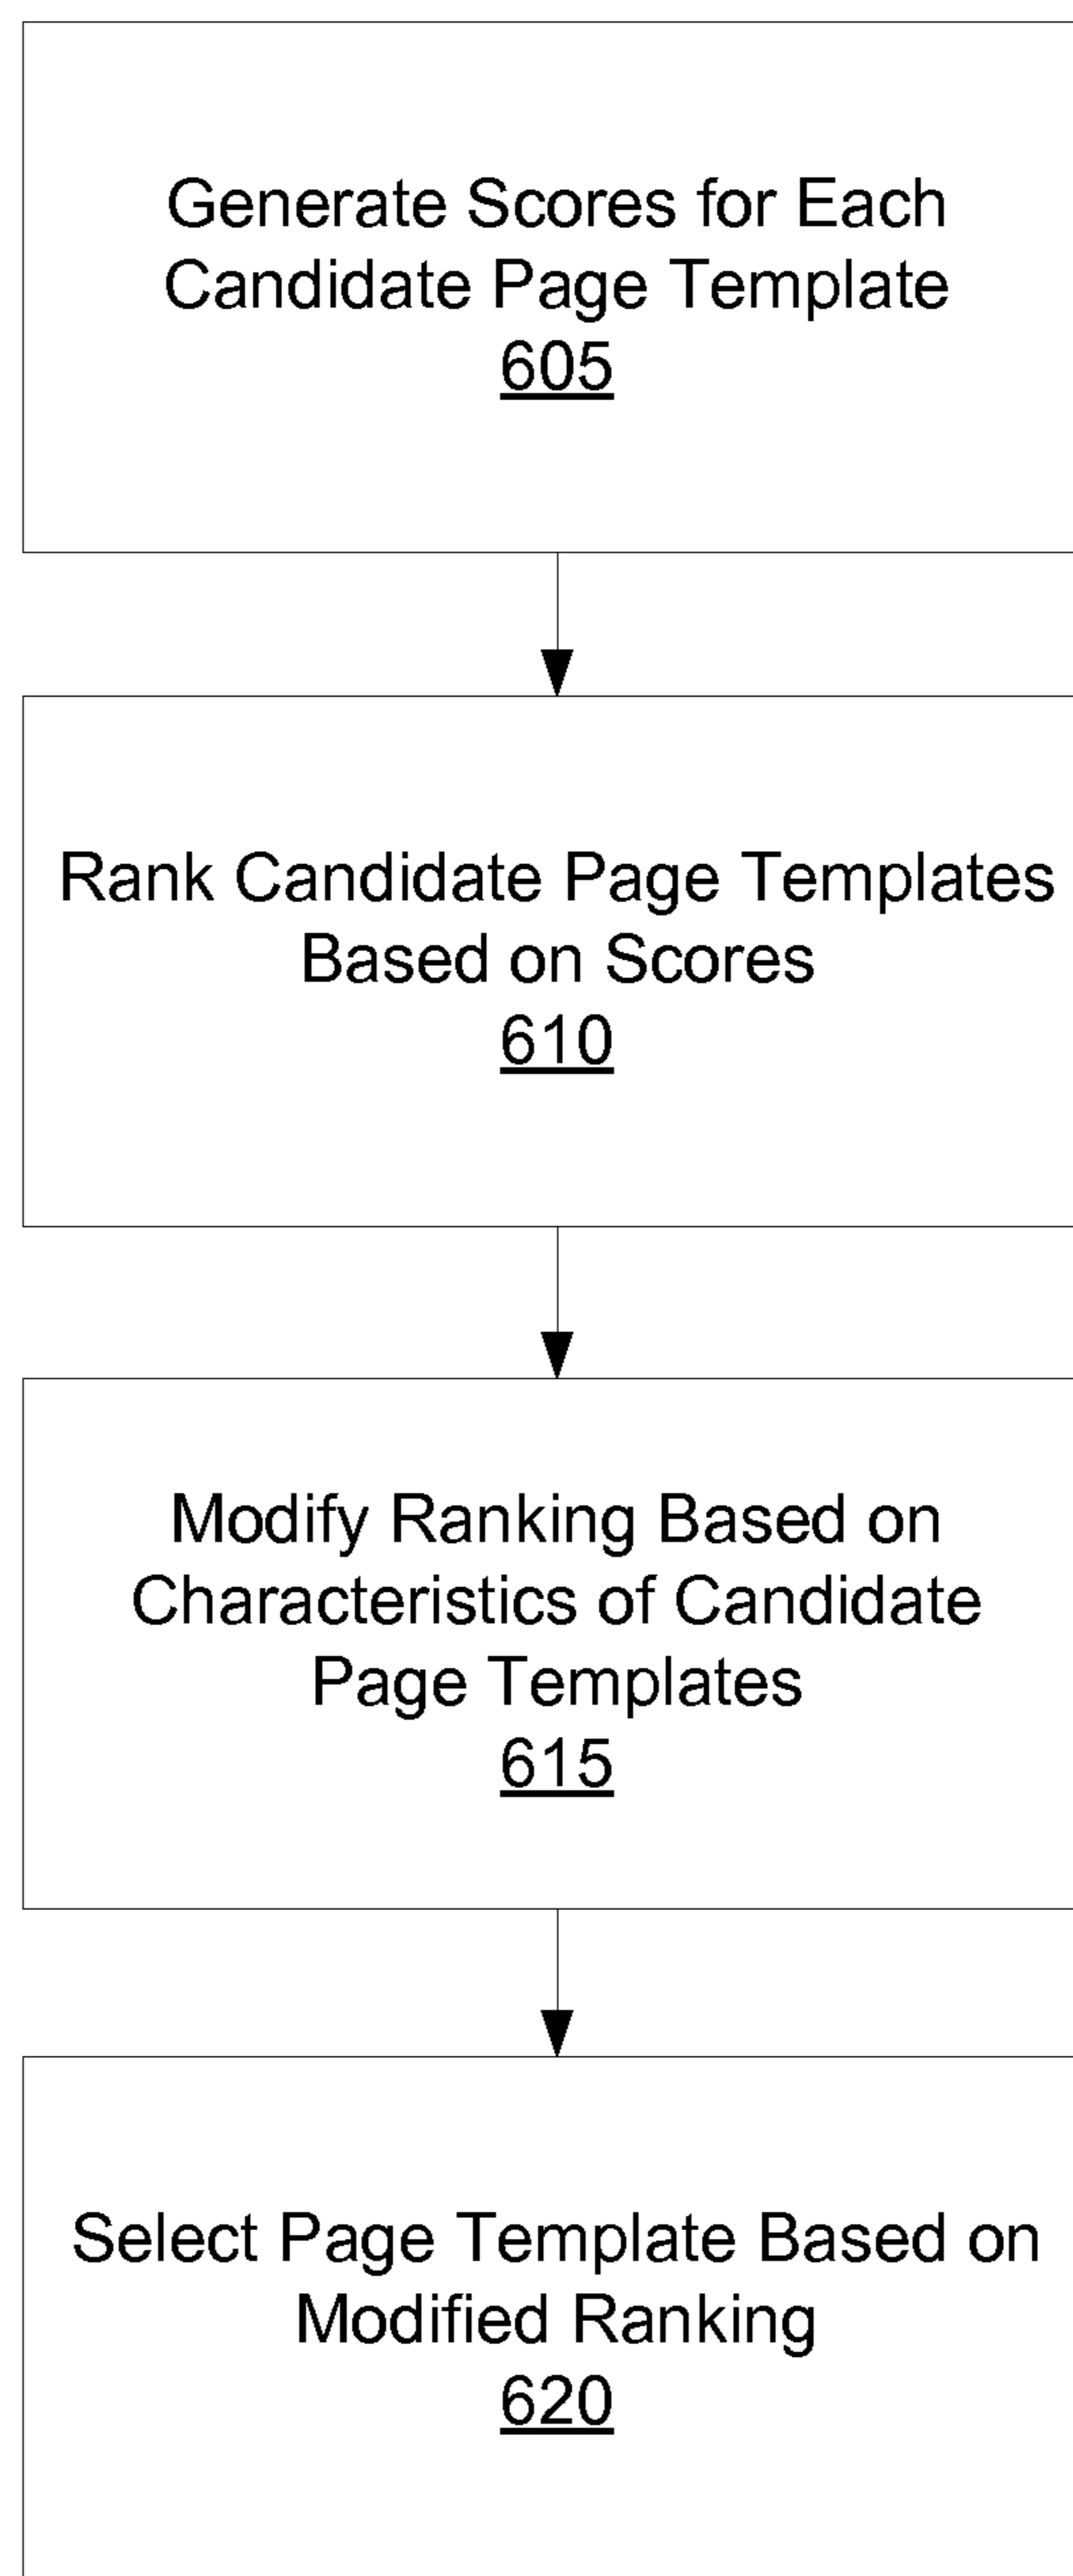 Generate Scores for Each
Candidate Page Template
605
Rank Candidate Page Templates
Based on Scores
610
Modify Ranking Based on
Characteristics of Candidate
Page Templates
615
Select Page Template Based on
Modified Ranking
620